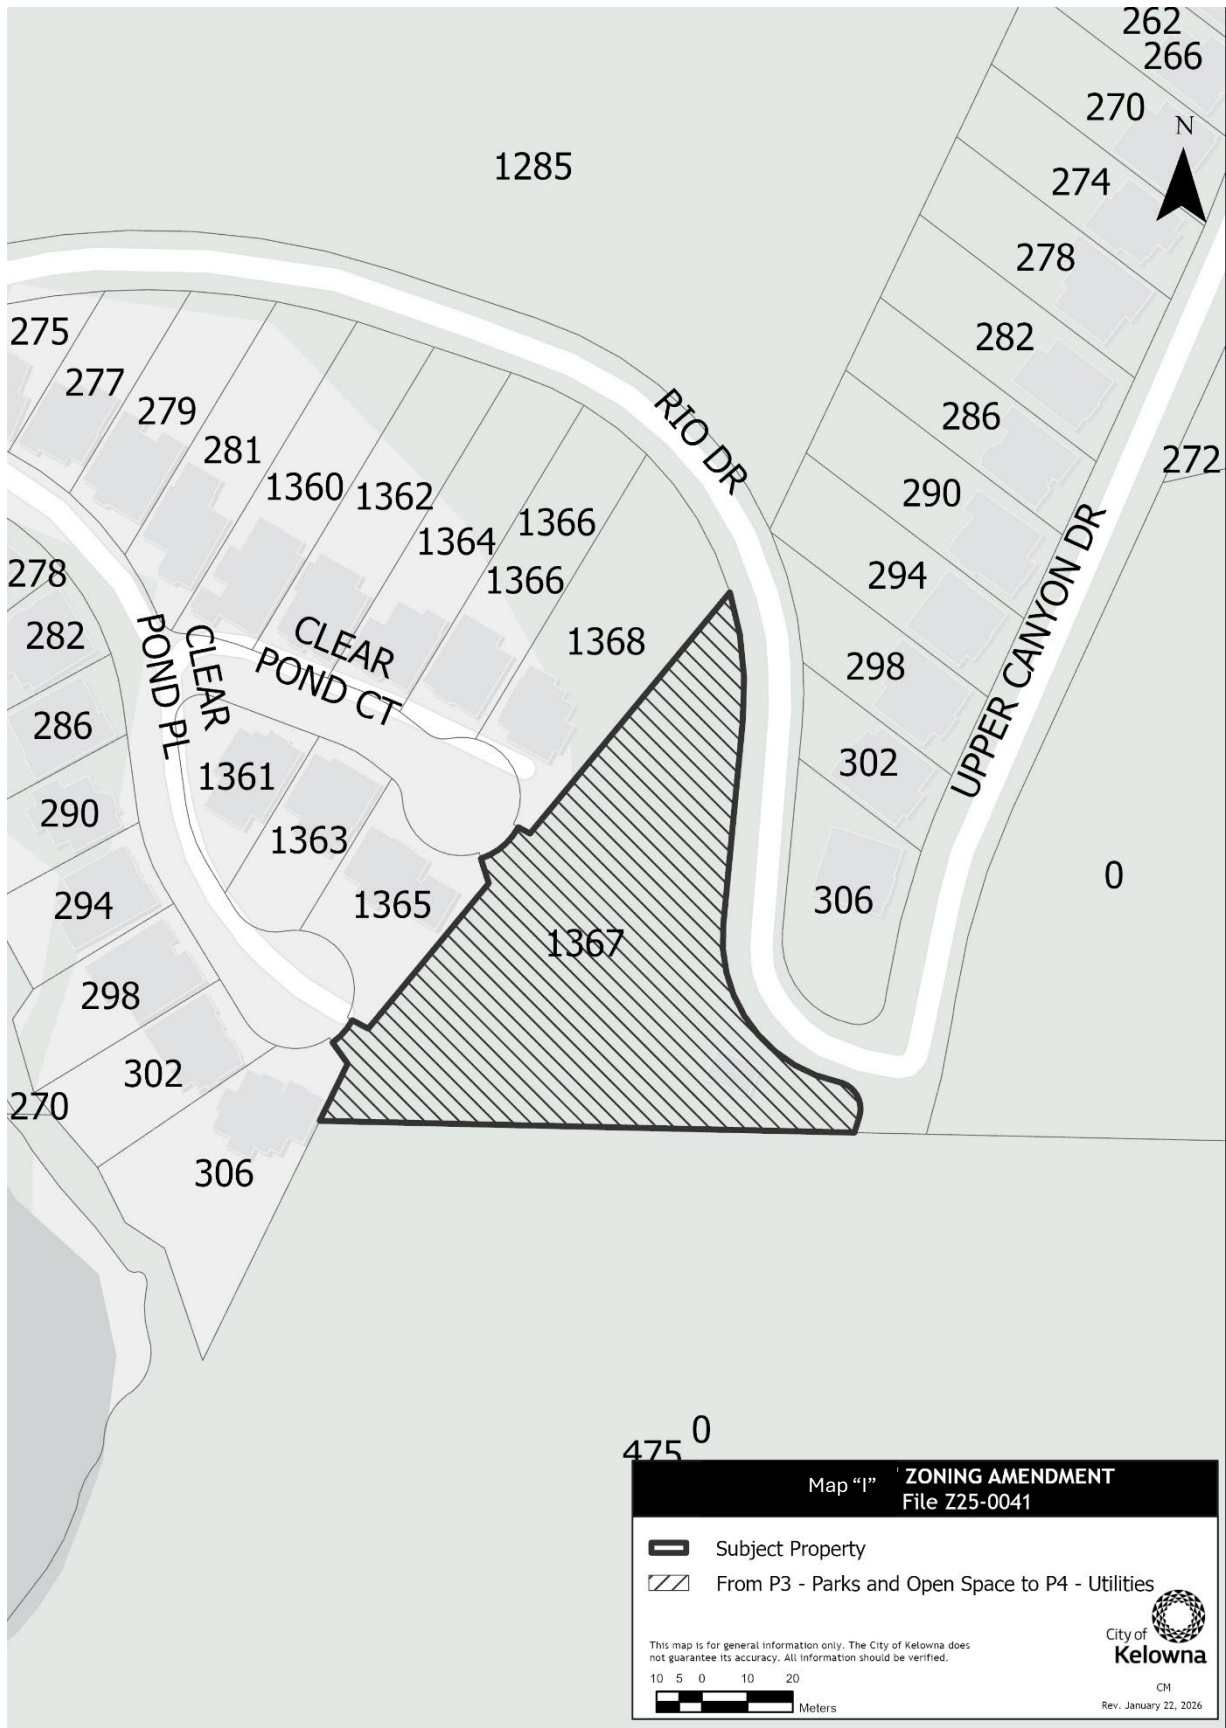 262
266
270
N
1285
274
278
275
282
277
RIO DR
279
286
281
272
1360
1362
290
1366
1364
278
294
1366
UPPER CANYON DR
282
CLEAR
POND PL
CLEAR
POND CT
1368
298
286
1361
302
290
1363
0
294
1365
306
1367
298
302
270
306
0
475
Map “I” ' ZONING AMENDMENT
File Z25-0041
Subject Property
From P3 - Parks and Open Space to P4 - Utilities
City of
Kelowna
This map is for general information only. The City of Kelowna does
not guarantee its accuracy. All information should be verified.
10 5 0 10 20
Meters
CM
Rev. January 22, 2026